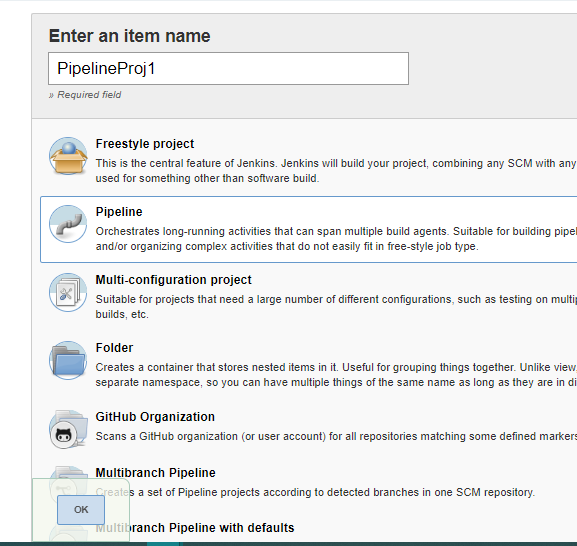 Enter an item name
PipelineProj1
» Required field
Freestyle project
This is the central feature of Jenkins. Jenkins will build your project, combining any SCM with any
used for something other than software build.
Pipeline
Orchestrates long-running activities that can span multiple build agents. Suitable for building pipel
and/or organizing complex activities that do not easily fit in free-style job type.
Multi-configuration project
Suitable for projects that need a large number of different configurations, such as testing on multip
builds, etc.
Folder
Creates a container that stores nested items in it. Useful for grouping things together. Unlike view,
separate namespace, so you can have multiple things of the same name as long as they are in di
GitHub Organization
Scans a GitHub organization (or user account) for all repositories matching some defined markers
Multibranch Pipeline
Creates a set of Pipeline projects according to detected branches in one SCM repository.
OK
Multibranch Pipeline with defaults